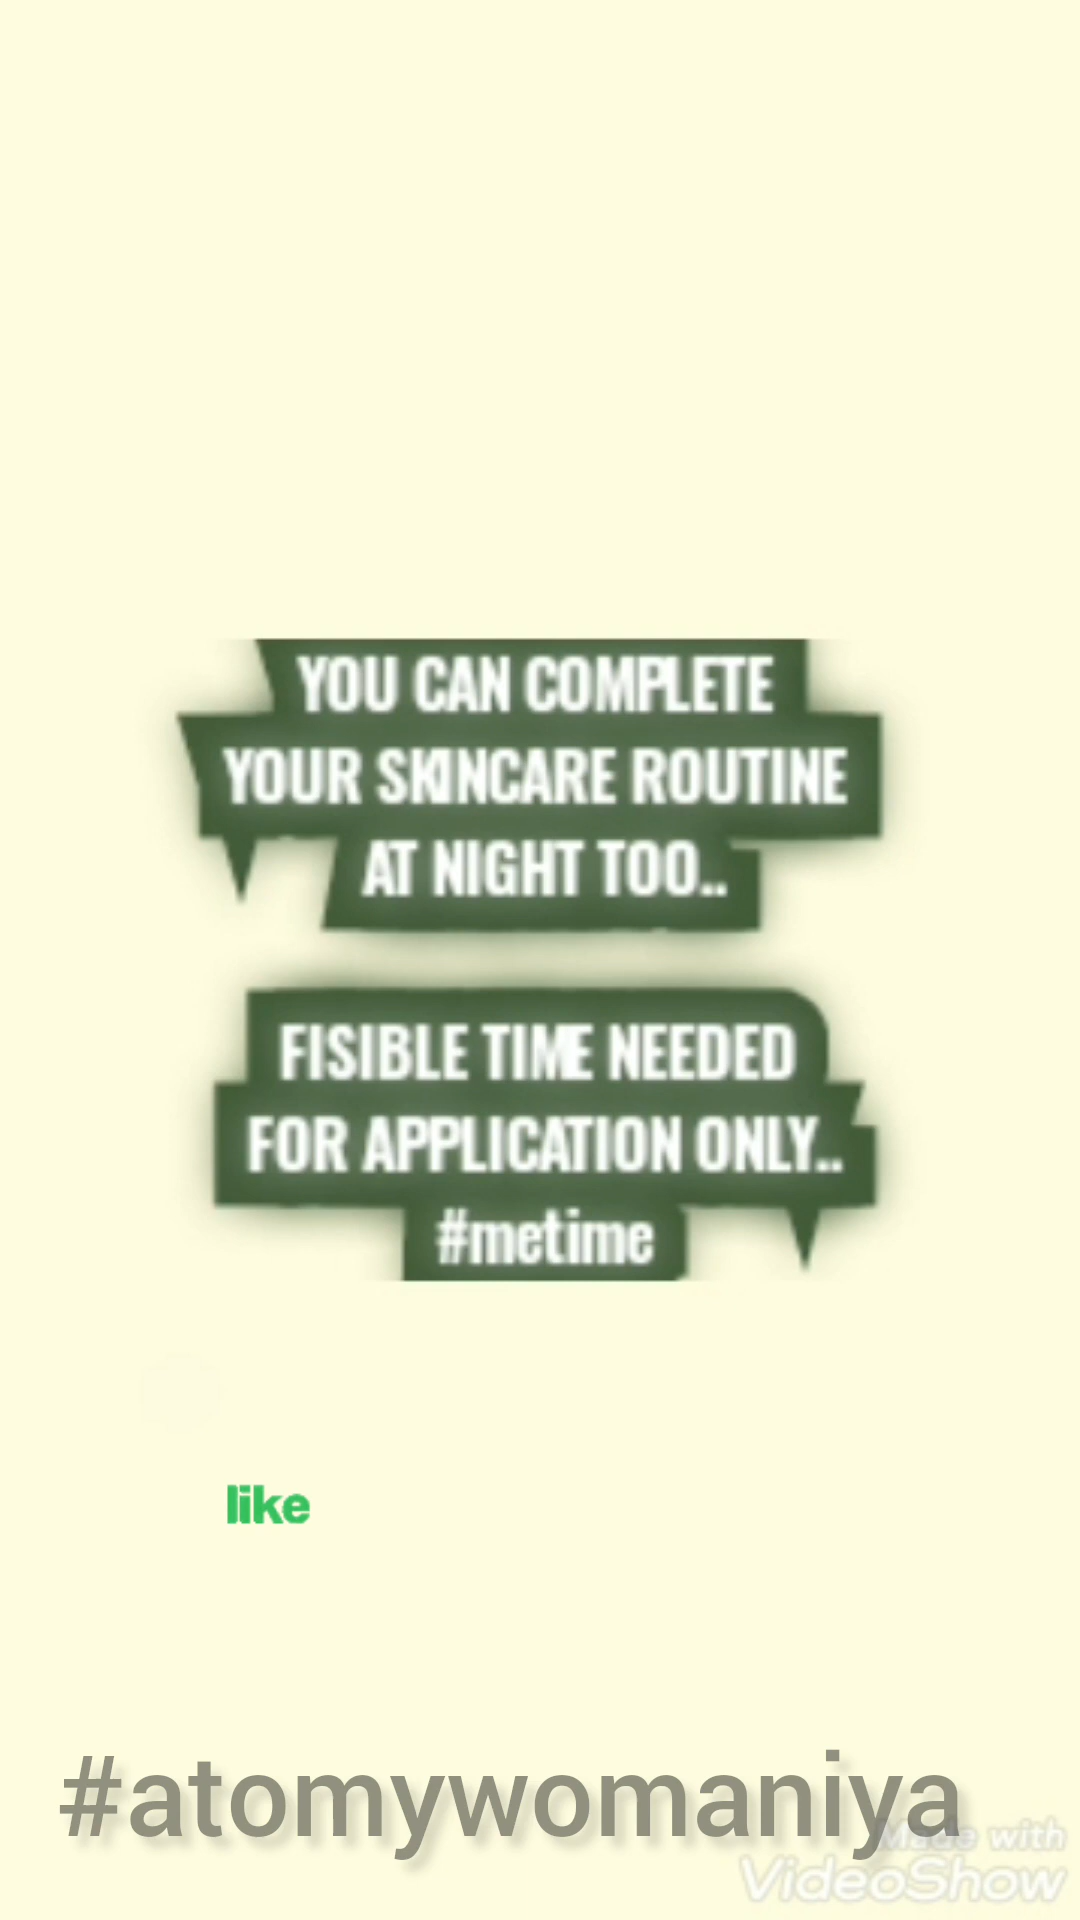 YOU CAN COMPLETE
YOUR SKINCARE ROUTINE
AT NIGHT TOO..
FISIBLE TIME NEEDED
FOR APPLICATION ONLY..
#metime
like
#atomywomaniya
Made with
VideoShow